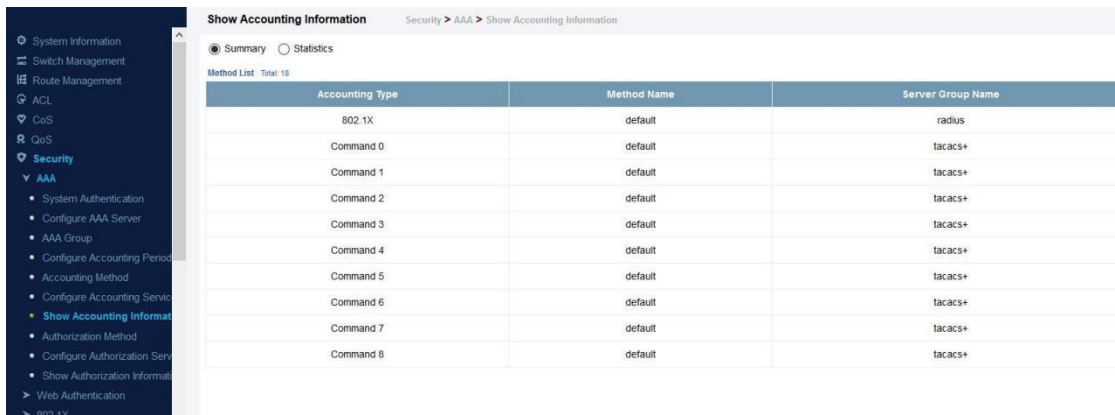 Show Accounting Information Security > AAA > Show Accounting Information
System Information
Switch Management
Route Management
ACL
CoS
QoS
Security
AAA
System Authentication
Configure AAA Server
AAA Group
Configure Accounting Period
Accounting Method
Configure Accounting Servic
Show Accounting Informat
Authorization Method
Configure Authorization Serv
Show Authorization Informati
Web Authentication
802.1X
Summary Statistics
Method List Total: 18
Accounting Type Method Name Server Group Name
802.1X default radius
Command 0 default tacacs+
Command 1 default tacacs+
Command 2 default tacacs+
Command 3 default tacacs+
Command 4 default tacacs+
Command 5 default tacacs+
Command 6 default tacacs+
Command 7 default tacacs+
Command 8 default tacacs+